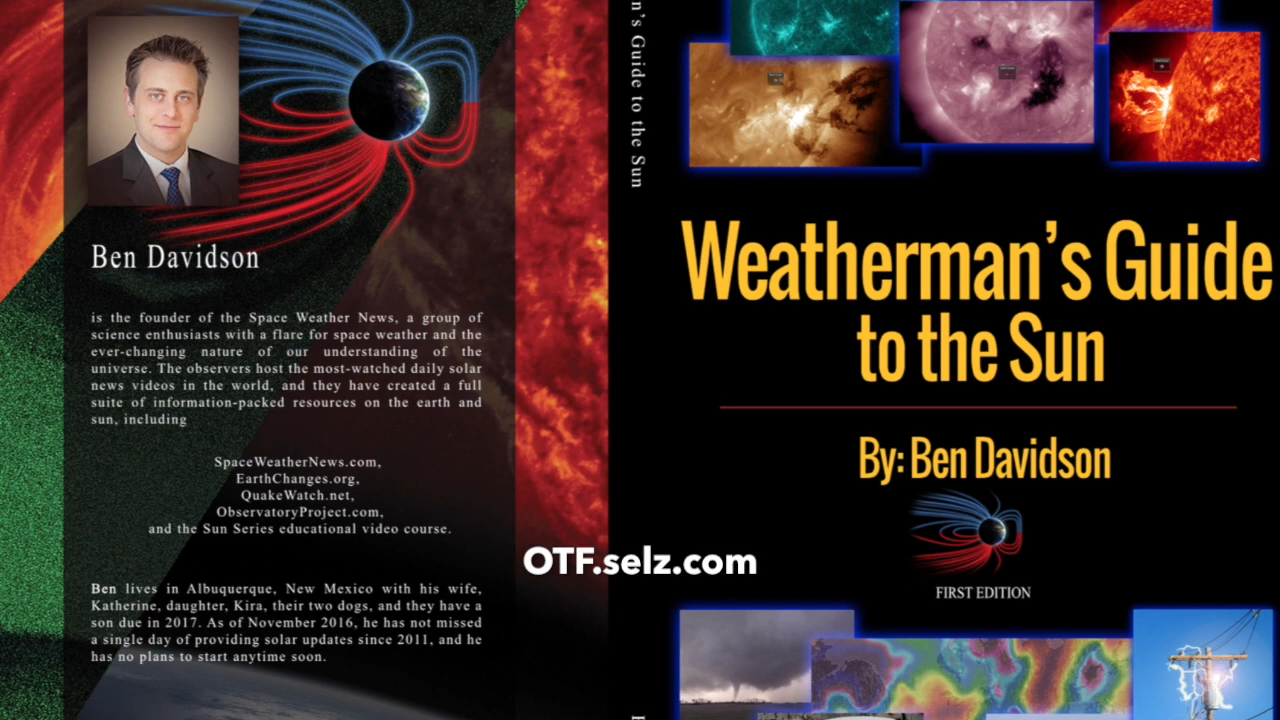 Ben Davidson
is the founder of the Space Weather News, a group of
science enthusiasts with a flare for space weather and the
ever-changing nature of our understanding of the
universe. The observers host the most-watched daily solar
news videos in the world, and they have created a full
suite of information-packed resources on the earth and
sun, including
SpaceWeatherNews.com,
EarthChanges.org,
QuakeWatch.net,
ObservatoryProject.com,
and the Sun Series educational video course.
Ben lives in Albuquerque, New Mexico with his wife,
Katherine, daughter, Kira, their two dogs, and they have a
son due in 2017. As of November 2016, he has not missed
a single day of providing solar updates since 2011, and he
has no plans to start anytime soon.
n's Guide to the Sun
OTF.selz.com
Weatherman's Guide
to the Sun
By: Ben Davidson
FIRST EDITION